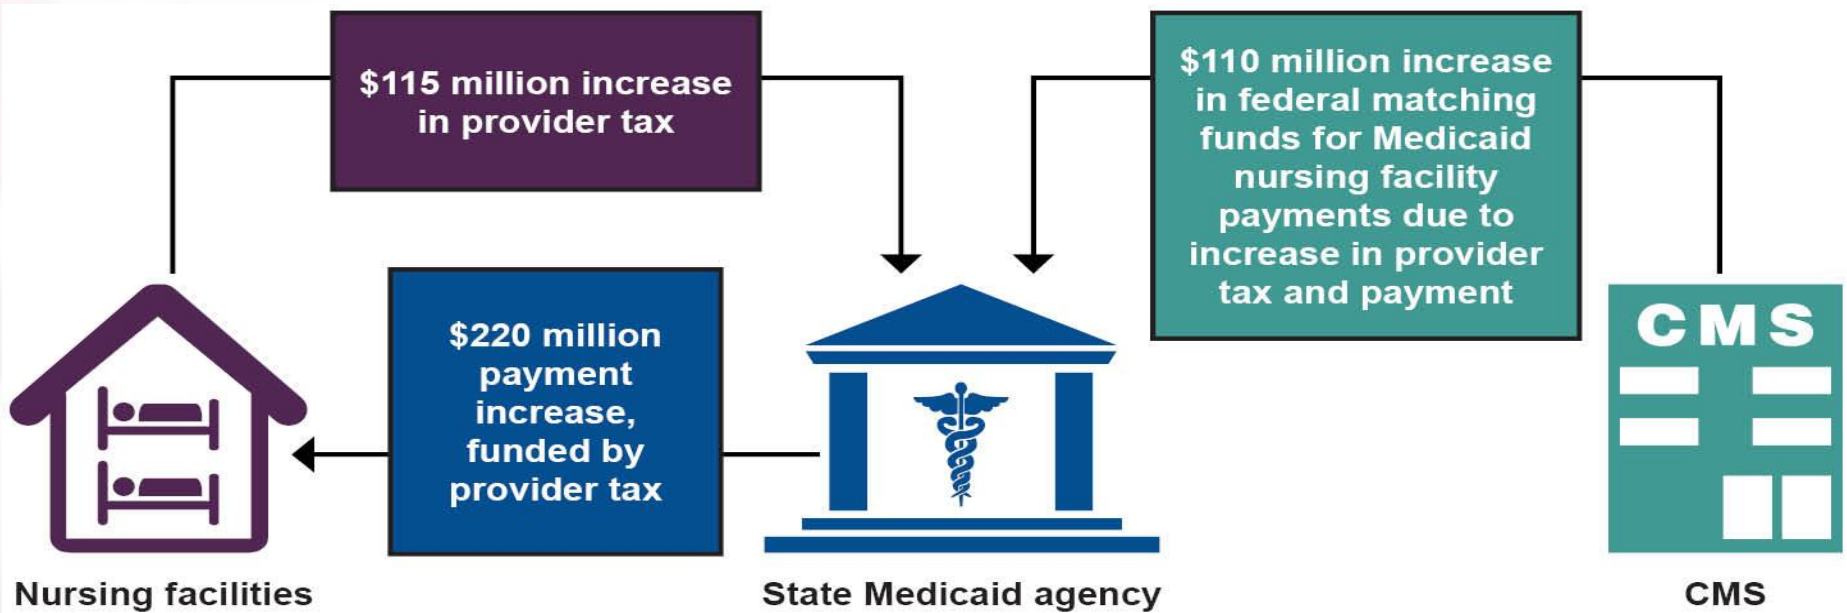 $115 million increase
in provider tax
$110 million increase
in federal matching
funds for Medicaid
nursing facility
payments due to
increase in provider
tax and payment
$220 million
payment
increase,
funded by
provider tax
CMS
Nursing facilities
State Medicaid agency
CMS